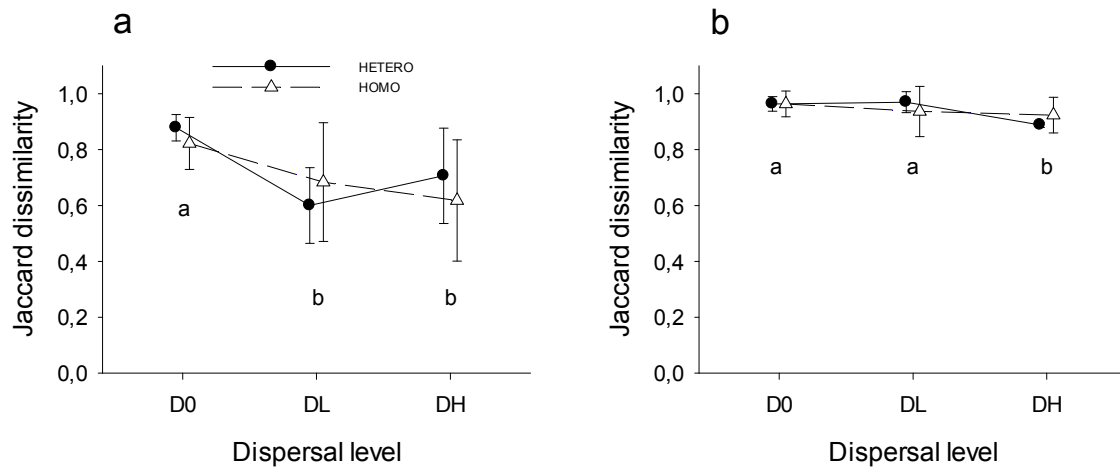 a
HETERO
HOMO
Jaccard dissimilarity
1,0
0,8
0,6
0,4
0,2
0,0
a
b
b
D0 DL DH
Dispersal level
b
Jaccard dissimilarity
1,0
0,8
0,6
0,4
0,2
0,0
a
a
b
D0 DL DH
Dispersal level